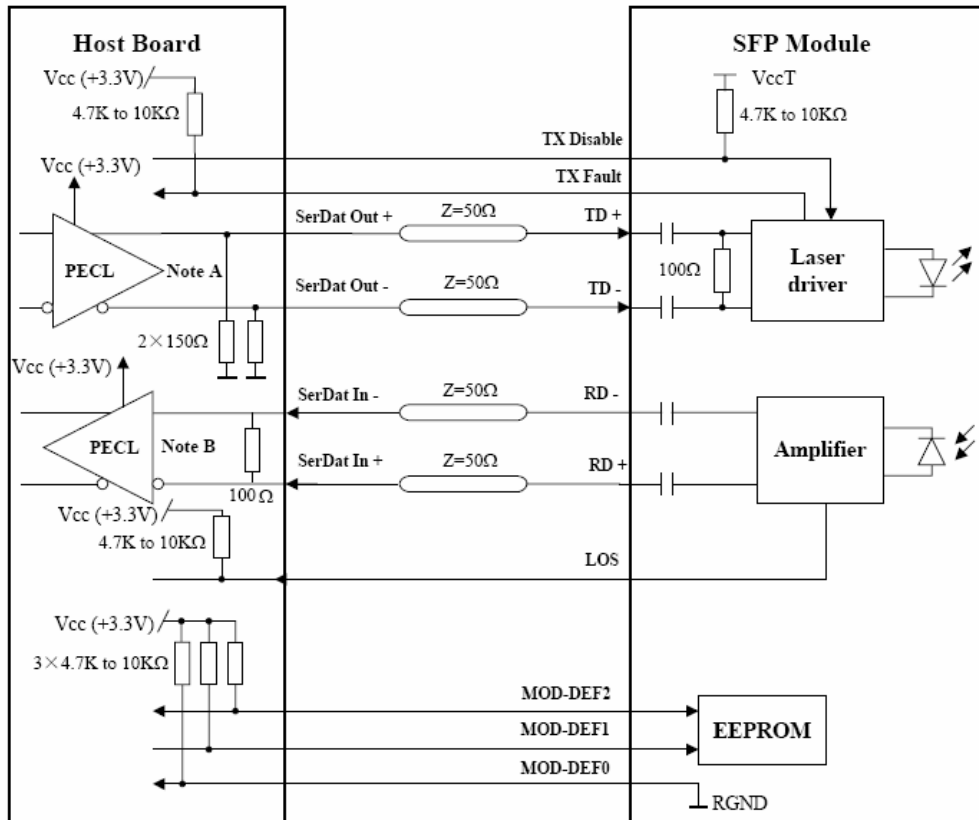 Host Board
SFP Module
Vcc (+3.3V)
4.7K to 10KΩ
VccT
4.7K to 10KΩ
TX Disable
Vcc (+3.3V)
TX Fault
SerDat Out +
Z=50Ω
TD +
PECL
Note A
100Ω
Laser
driver
SerDat Out -
Z=50Ω
TD -
2×150Ω
Vcc (+3.3V)
SerDat In -
Z=50Ω
RD -
PECL
Note B
Amplifier
SerDat In +
Z=50Ω
RD +
100Ω
Vcc (+3.3V)
4.7K to 10KΩ
LOS
Vcc (+3.3V)
3×4.7K to 10KΩ
MOD-DEF2
MOD-DEF1
EEPROM
MOD-DEF0
RGND